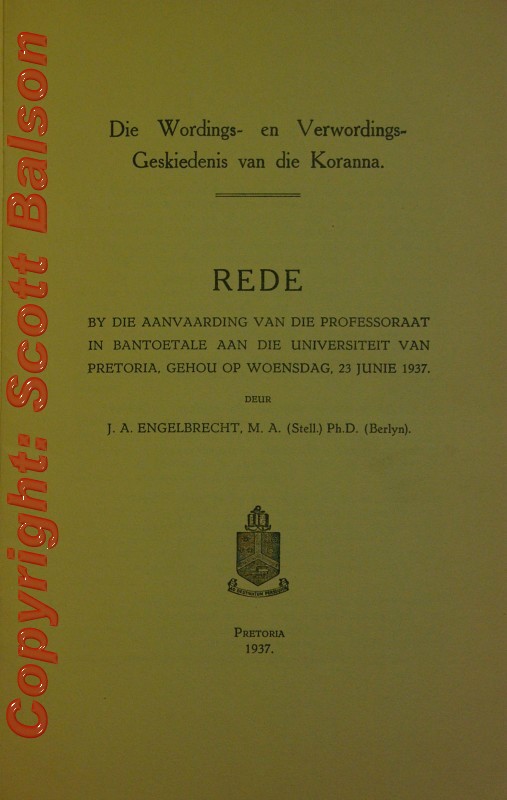 Copyright: Scott Balson
Die Wordings- en Verwordings-
Geskiedenis van die Koranna.
REDE
BY DIE AANVAARDING VAN DIE PROFESSORAAT
IN BANTOETALE AAN DIE UNIVERSITEIT VAN
PRETORIA, GEHOU OP WOENSDAG, 23 JUNIE 1937.
DEUR
J. A. ENGELBRECHT, M. A. (Stell.) Ph.D. (Berlyn).
PRETORIA
1937.